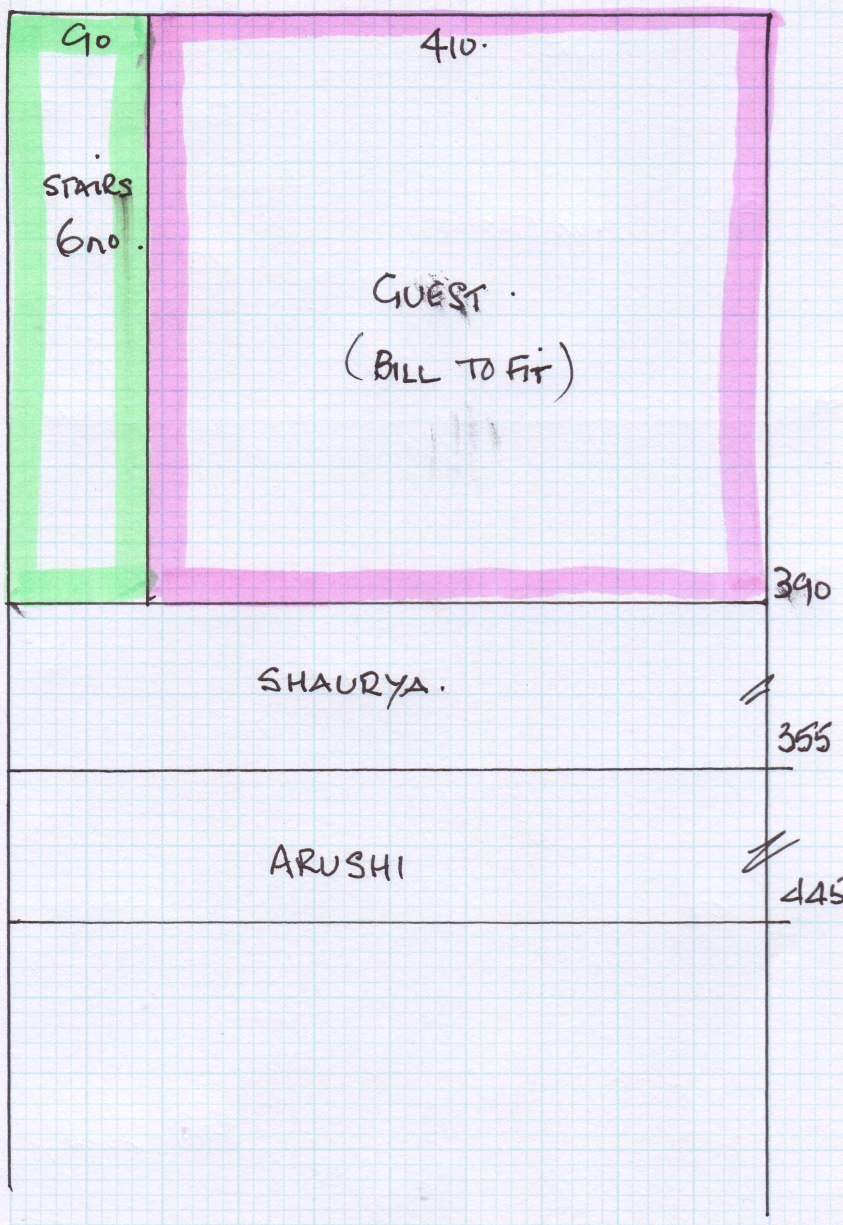 90
410.
STAIRS
6no.
GUEST.
(BILL TO FIT)
390
SHAURYA.
355
ARUSHI
445